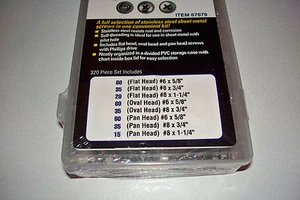 ITEM 67679
A full selection of stainless steel sheet metal
screws in one convenient kit!
Stainless steel resists rust and corrosion
Self-threading is ideal for use in sheet metal with
pilot hole
Includes flat head, oval head and pan head screws
with Phillips drive
Neatly organized in a divided PVC storage case with
chart inside box lid for easy selection
320 Piece Set Includes
60 (Flat Head) #6 x 5/8"
35 (Flat Head) #8 x 3/4"
20 (Flat Head) #8 x 1-1/4"
60 (Oval Head) #6 x 5/8"
35 (Oval Head) #8 x 3/4"
60 (Pan Head) #6 x 5/8"
35 (Pan Head) #8 x 3/4"
15 (Pan Head) #8 x 1-1/4"